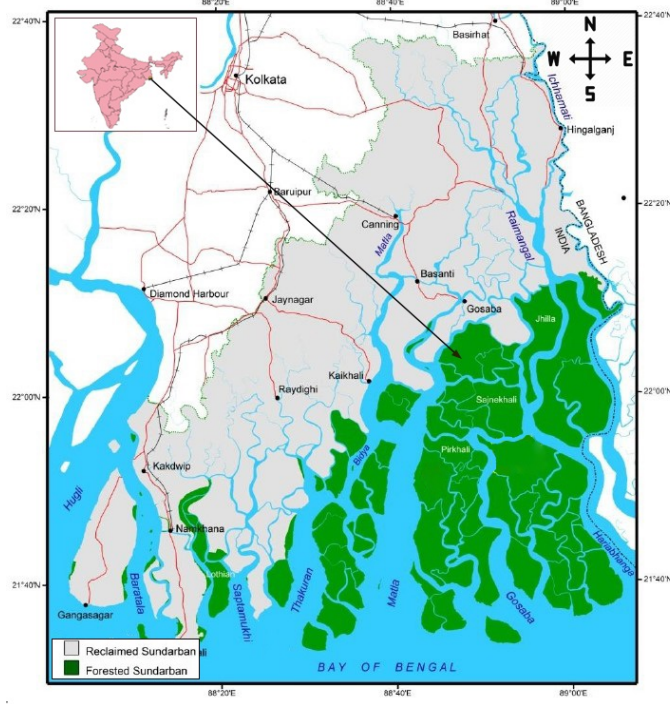 88°20'E
88°40'E
89°00'E
22°40'N
22°40'N
Basirhat
N
W E
S
Kolkata
Ichhamati
Hingalganj
Baruipur
22°20'N
22°20'N
Canning
Matla
Raimangal
BANGLADESH
INDIA
Basanti
Diamond Harbour
Jaynagar
Gosaba
Jhilla
Kaikhali
22°00'N
22°00'N
Raydighi
Sajnekhali
Pirkhali
Bidya
Kakdwip
Hugli
Namkhana
Haribhanga
21°40'N
21°40'N
Lothian
Baratala
Saptamukhi
Thakuran
Matla
Gosaba
Gangasagar
Reclaimed Sundarban
Forested Sundarban
BAY OF BENGAL
88°20'E
88°40'E
89°00'E